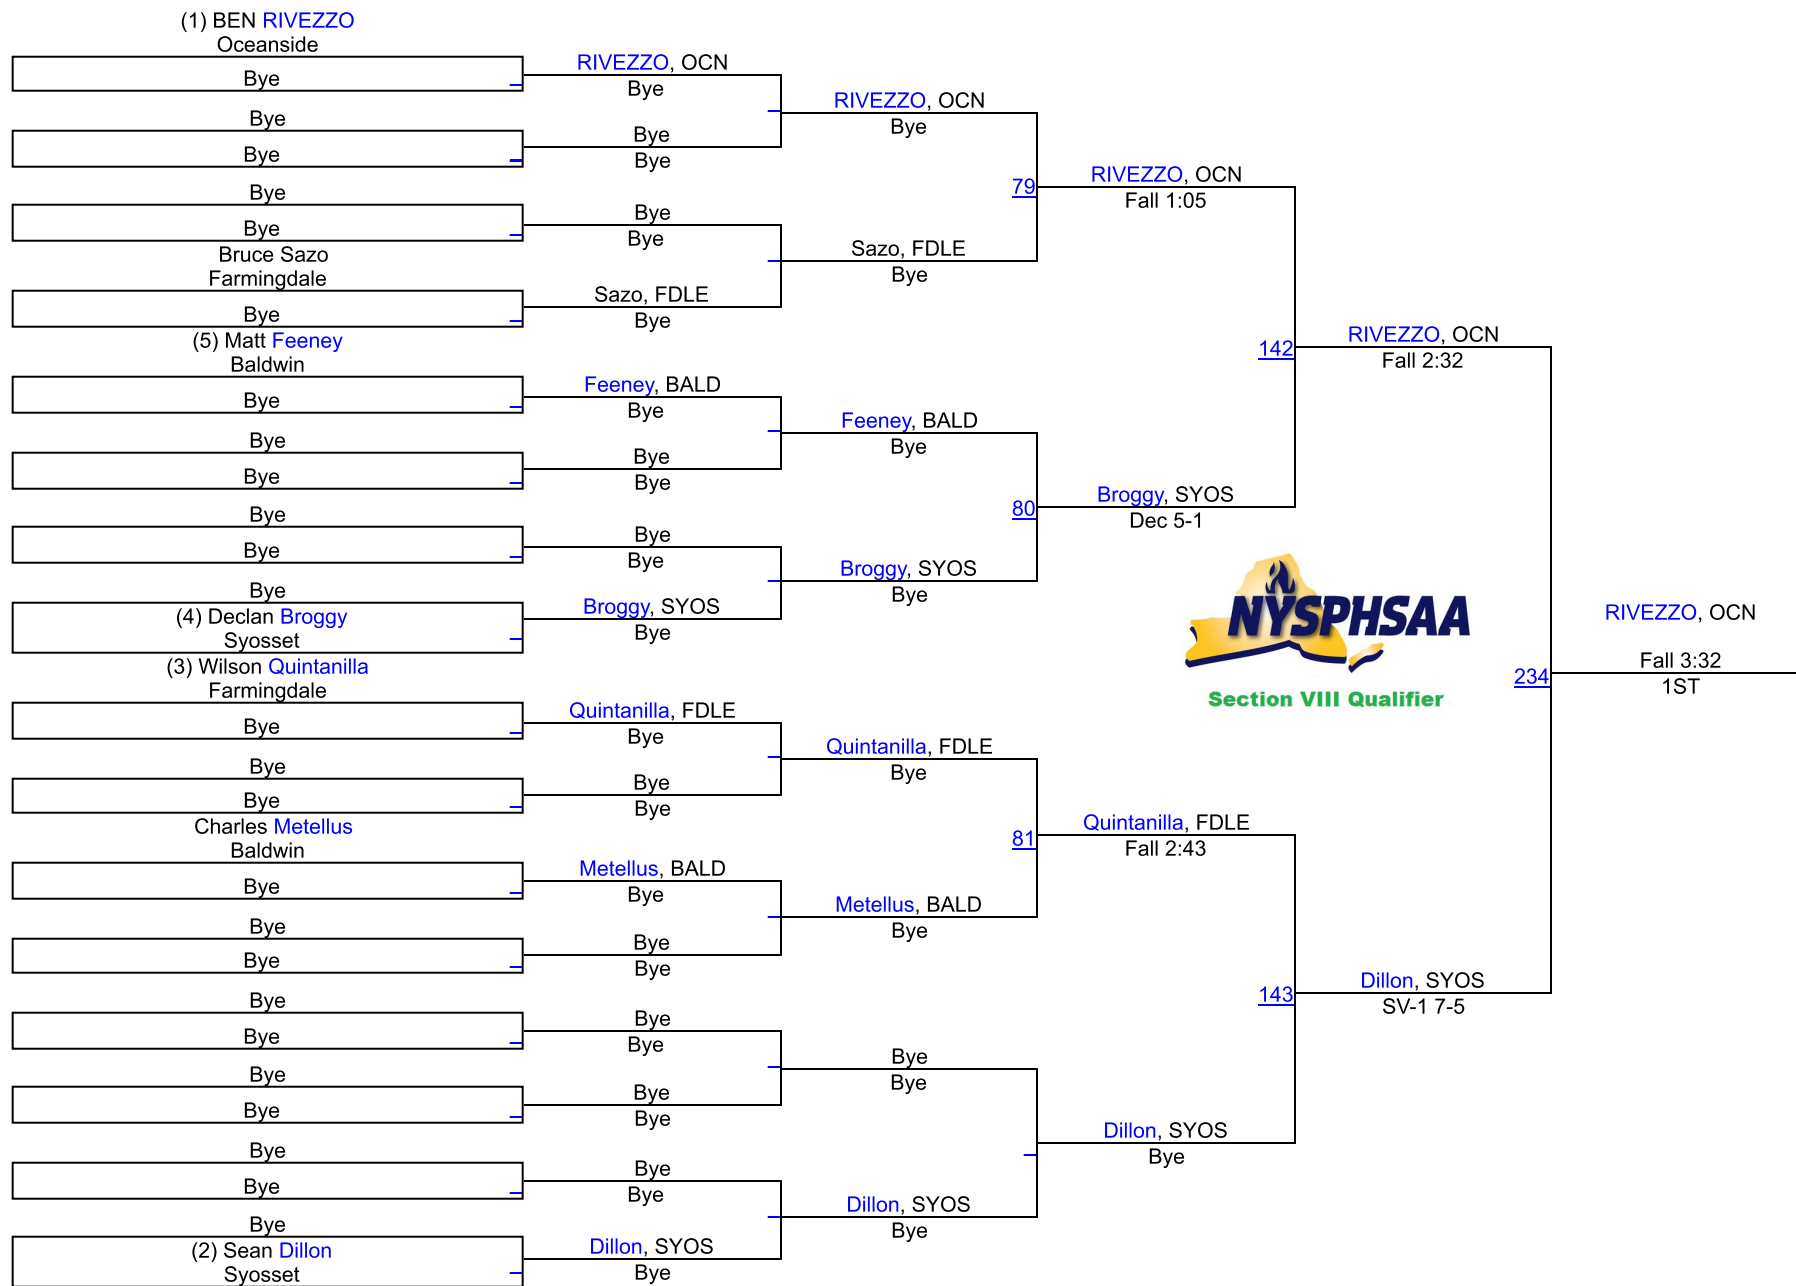 (1) BEN RIVEZZO
Oceanside
Bye
Bye
Bye
Bye
Bye
Bruce Sazo
Farmingdale
Bye
(5) Matt Feeney
Baldwin
Bye
Bye
Bye
Bye
Bye
Bye
(4) Declan Broggy
Syosset
(3) Wilson Quintanilla
Farmingdale
Bye
Bye
Bye
Charles Metellus
Baldwin
Bye
Bye
Bye
Bye
Bye
Bye
Bye
Bye
Bye
Bye
(2) Sean Dillon
Syosset
RIVEZZO, OCN
Bye
Bye
Bye
Bye
Bye
Sazo, FDLE
Bye
Feeney, BALD
Bye
Bye
Bye
Bye
Bye
Broggy, SYOS
Bye
Quintanilla, FDLE
Bye
Bye
Bye
Metellus, BALD
Bye
Bye
Bye
Bye
Bye
Bye
Bye
Bye
Bye
Dillon, SYOS
Bye
RIVEZZO, OCN
Bye
Sazo, FDLE
Bye
Feeney, BALD
Bye
Broggy, SYOS
Bye
Quintanilla, FDLE
Bye
Metellus, BALD
Bye
Bye
Bye
Dillon, SYOS
Bye
79
80
81
RIVEZZO, OCN
Fall 1:05
Broggy, SYOS
Dec 5-1
Quintanilla, FDLE
Fall 2:43
Dillon, SYOS
Bye
142
143
RIVEZZO, OCN
Fall 2:32
Dillon, SYOS
SV-1 7-5
NYSPHSAA
Section VIII Qualifier
234
RIVEZZO, OCN
Fall 3:32
1ST